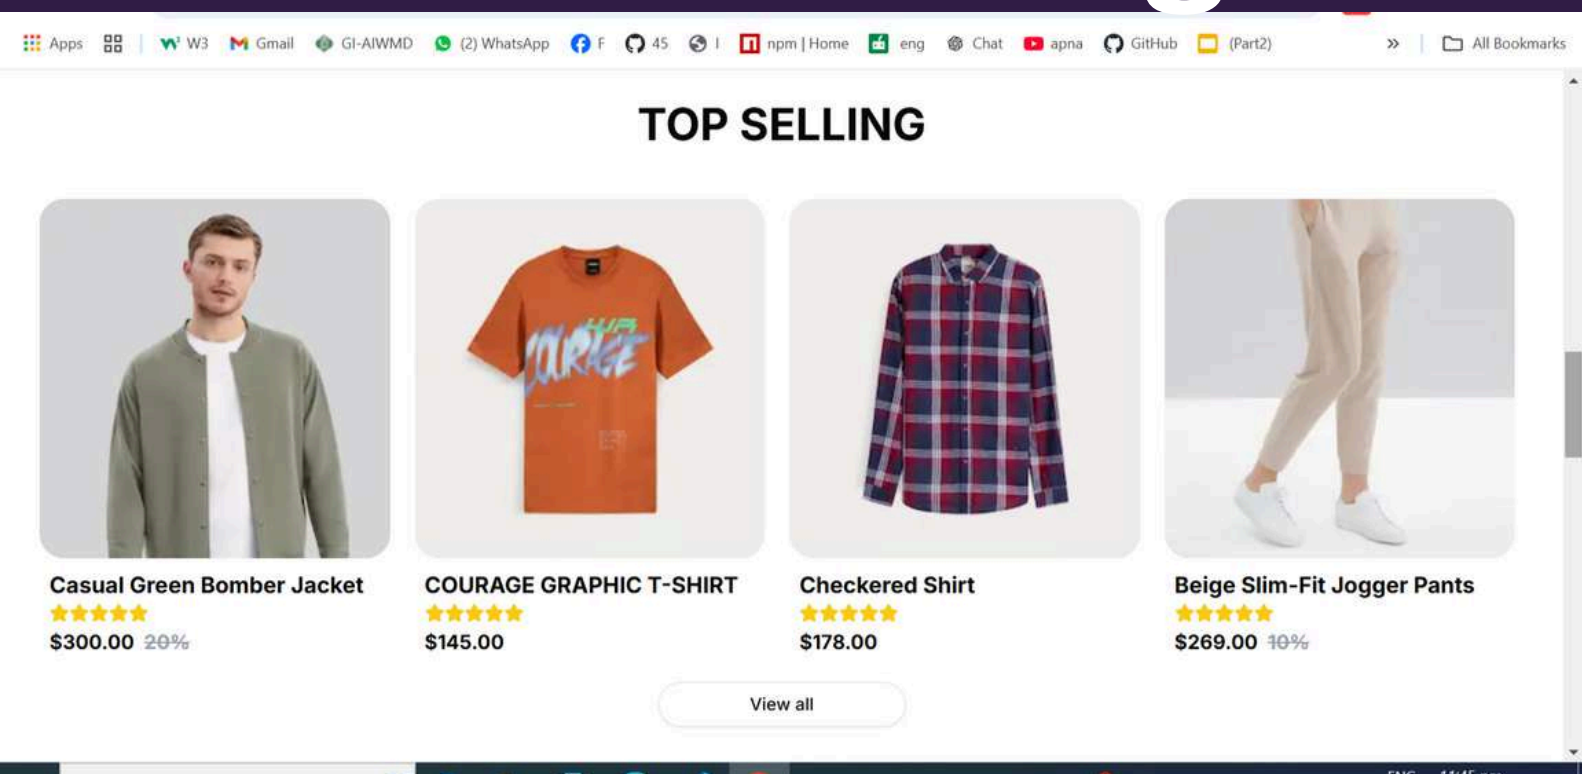 Apps W3 Gmail GI-AIWMD (2) WhatsApp F 45 I npm | Home eng Chat apna GitHub (Part2) » All Bookmarks
TOP SELLING
COURAGE
Casual Green Bomber Jacket
$300.00 20%
COURAGE GRAPHIC T-SHIRT
$145.00
Checkered Shirt
$178.00
Beige Slim-Fit Jogger Pants
$269.00 10%
View all